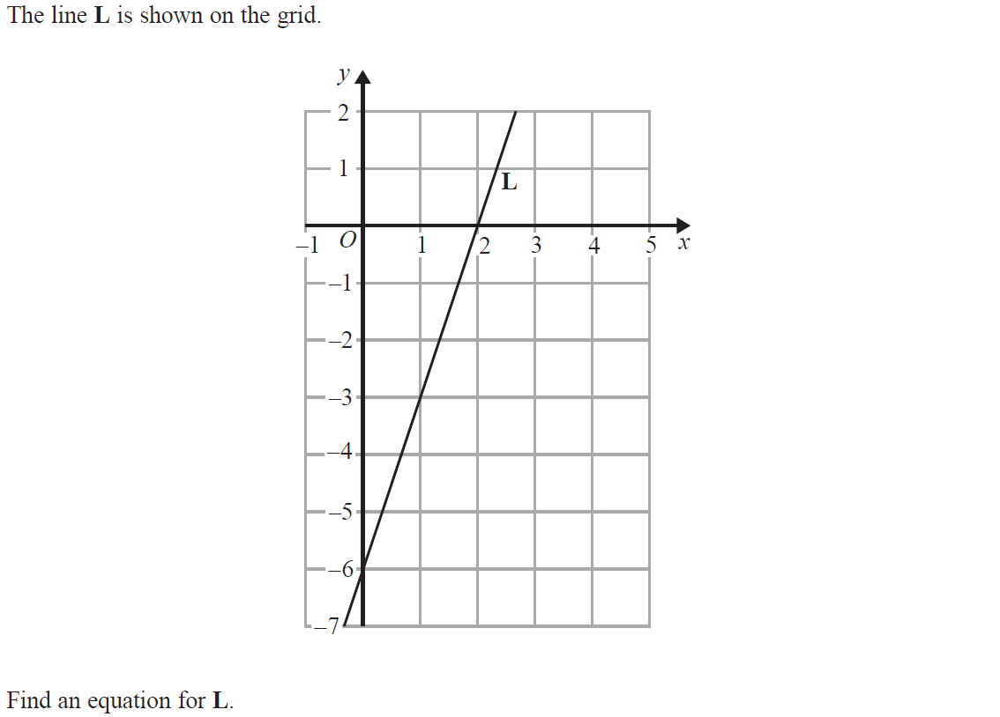 The line L is shown on the grid.
y
2
1
L
–1 O 1 2 3 4 5 x
–1
–2
–3
–4
–5
–6
–7
Find an equation for L.